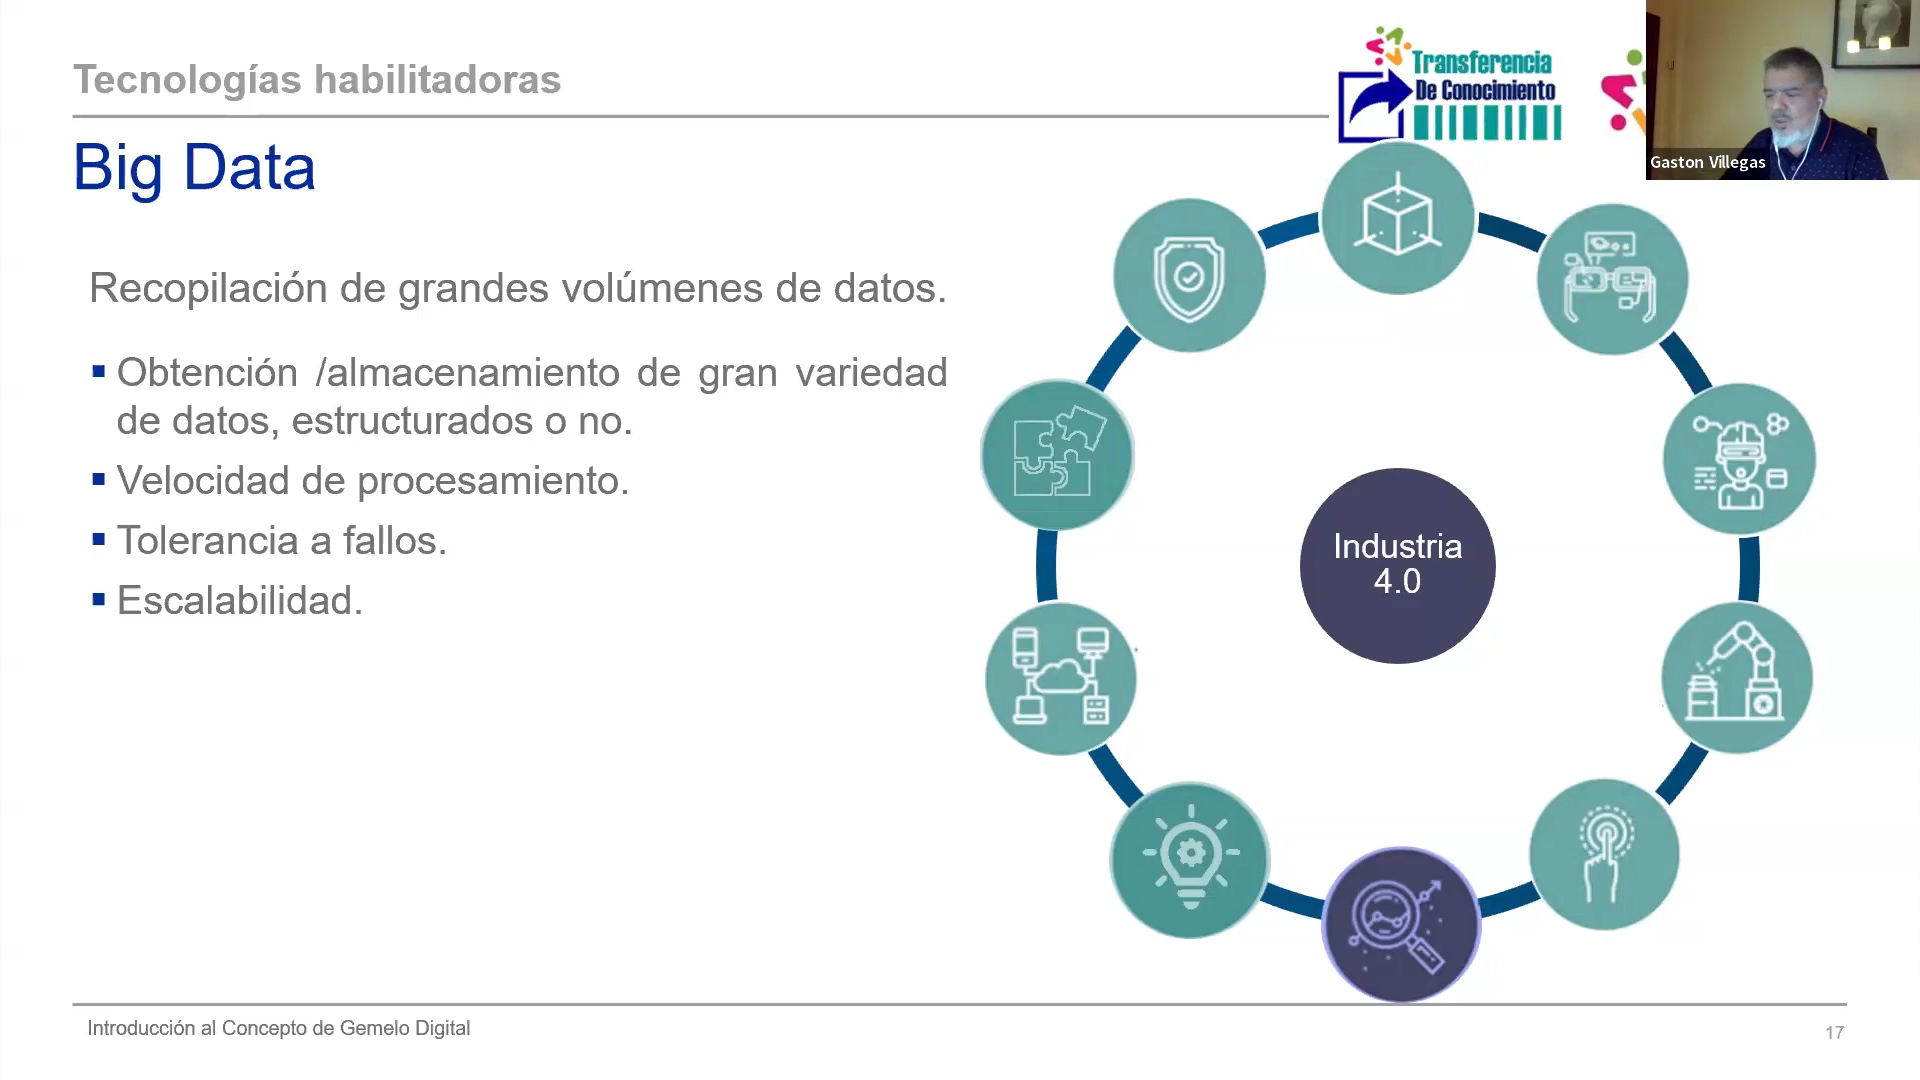 Tecnologías habilitadoras
Transferencia
De Conocimiento
Gaston Villegas
Big Data
Recopilación de grandes volúmenes de datos.
Obtención /almacenamiento de gran variedad
de datos, estructurados o no.
Velocidad de procesamiento.
Tolerancia a fallos.
Escalabilidad.
Industria
4.0
Introducción al Concepto de Gemelo Digital
17